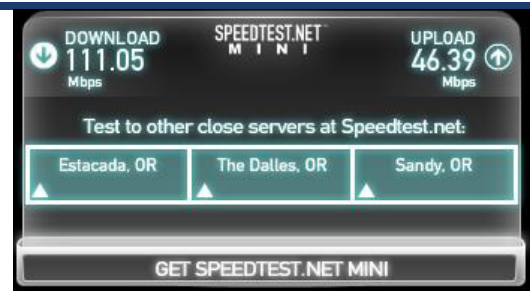 DOWNLOAD
111.05
Mbps
SPEEDTEST.NET™
MINI
UPLOAD
46.39
Mbps
Test to other close servers at Speedtest.net:
Estacada, OR
The Dalles, OR
Sandy, OR
GET SPEEDTEST.NET MINI